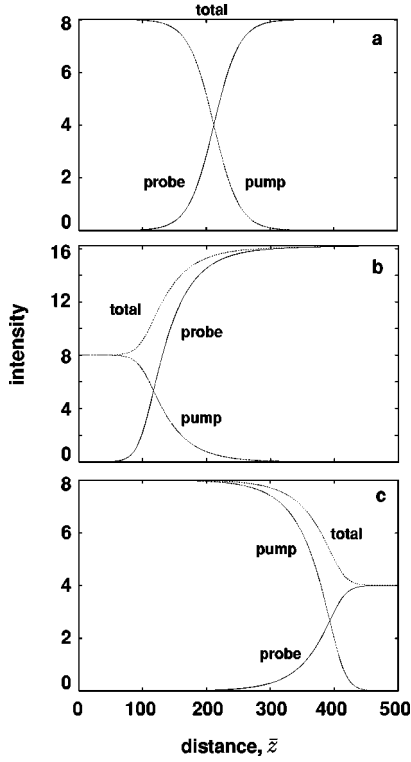 total
8
a
6
4
probe
pump
2
0
16
b
12
total
probe
8
intensity
4
pump
0
8
c
6
total
pump
4
2
probe
0
0 100 200 300 400 500
distance, z̄